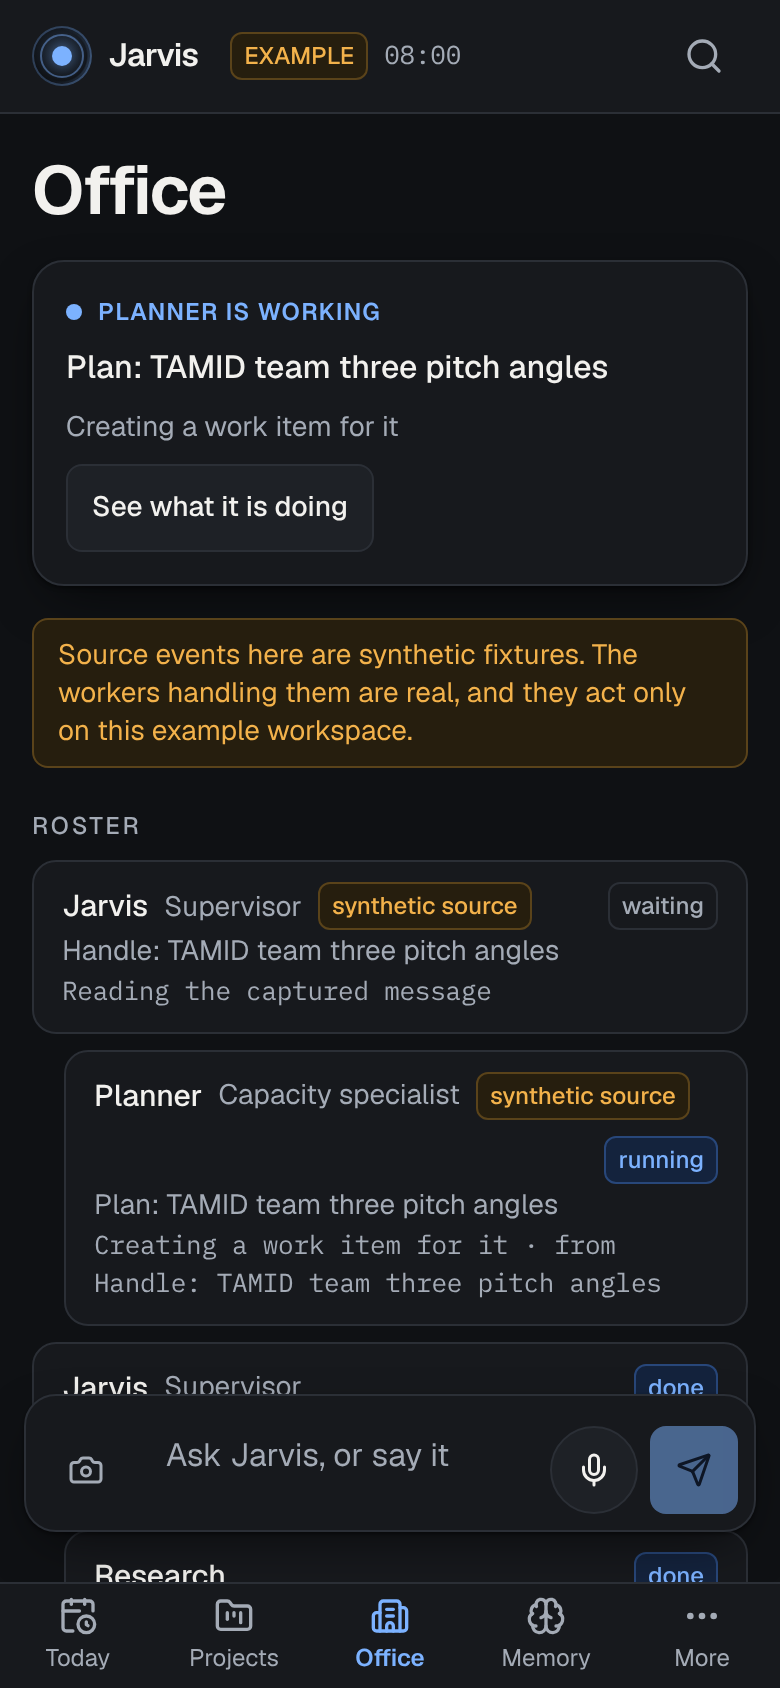 Jarvis EXAMPLE 08:00
Office
PLANNER IS WORKING
Plan: TAMID team three pitch angles
Creating a work item for it
See what it is doing
Source events here are synthetic fixtures. The
workers handling them are real, and they act only
on this example workspace.
ROSTER
Jarvis Supervisor synthetic source waiting
Handle: TAMID team three pitch angles
Reading the captured message
Planner Capacity specialist synthetic source
running
Plan: TAMID team three pitch angles
Creating a work item for it · from
Handle: TAMID team three pitch angles
Jarvis Supervisor done
Ask Jarvis, or say it
Research done
Today Projects Office Memory More